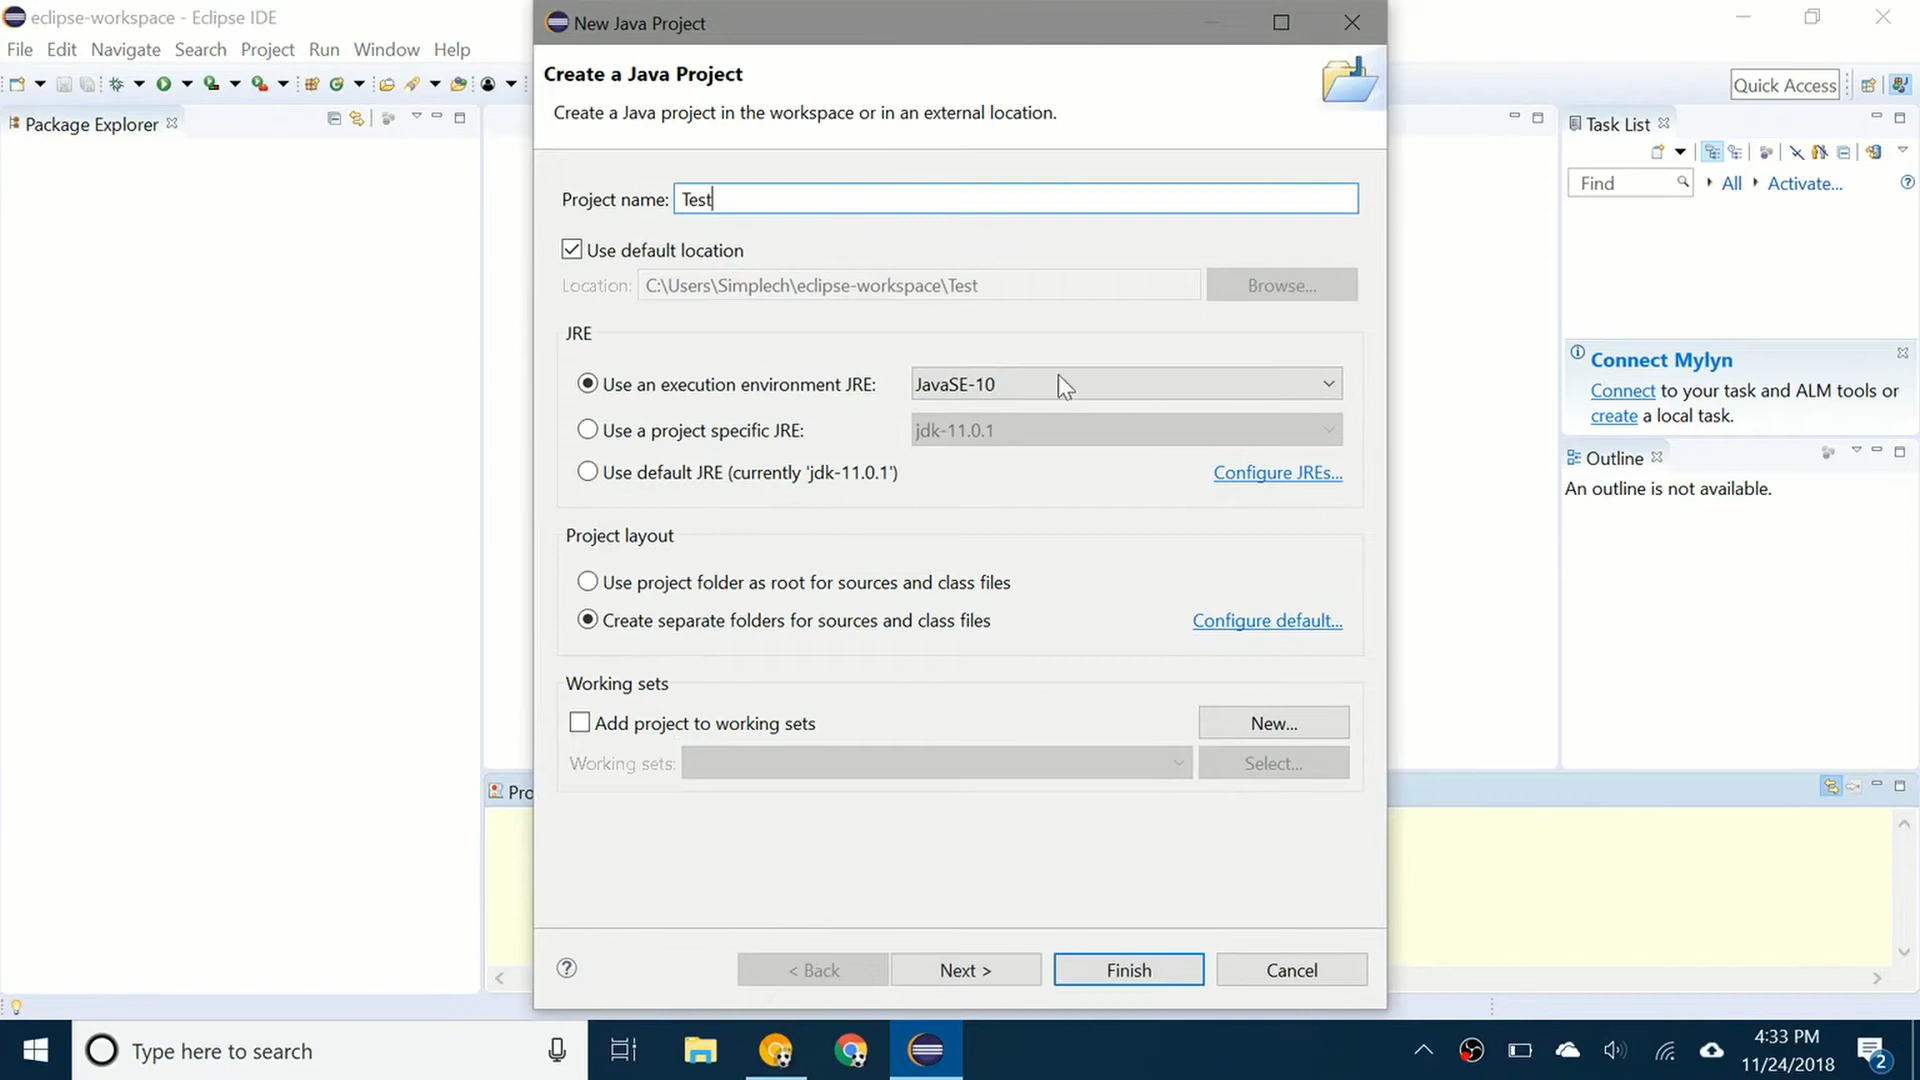 eclipse-workspace - Eclipse IDE
New Java Project
File Edit Navigate Search Project Run Window Help
Create a Java Project
Create a Java project in the workspace or in an external location.
Quick Access
Package Explorer
Task List
Find
All
Activate...
Project name: Test
Use default location
Location: C:\Users\Simplech\eclipse-workspace\Test
Browse...
JRE
Use an execution environment JRE: JavaSE-10
Use a project specific JRE: jdk-11.0.1
Use default JRE (currently 'jdk-11.0.1')
Configure JREs...
Connect Mylyn
Connect to your task and ALM tools or
create a local task.
Outline
An outline is not available.
Project layout
Use project folder as root for sources and class files
Create separate folders for sources and class files
Configure default...
Working sets
Add project to working sets
New...
Working sets:
Select...
Pro
< Back
Next >
Finish
Cancel
Type here to search
4:33 PM
11/24/2018
2